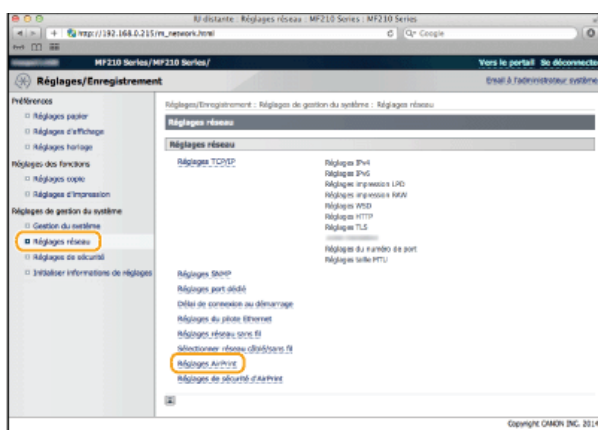 IU distante : Réglages réseau : MF210 Series : MF210 Series
http://192.168.0.215/m_network.html
Google
MF210 Series/MF210 Series/
Vers le portail Se déconnecter
Réglages/Enregistrement
Email à l'administrateur système
Préférences
Réglages papier
Réglages d'affichage
Réglages horloge
Réglages des fonctions
Réglages copie
Réglages d'impression
Réglages de gestion du système
Gestion du système
Réglages réseau
Réglages de sécurité
Initialiser informations de réglages
Réglages/Enregistrement : Réglages de gestion du système : Réglages réseau
Réglages réseau
Réglages réseau
Réglages TCP/IP
Réglages IPv4
Réglages IPv6
Réglages impression LPD
Réglages impression RAW
Réglages WSD
Réglages HTTP
Réglages TLS
Réglages du numéro de port
Réglages taille MTU
Réglages SNMP
Réglages port dédié
Délai de connexion au démarrage
Réglages du pilote Ethernet
Réglages réseau sans fil
Sélectionner réseau câblé/sans fil
Réglages AirPrint
Réglages de sécurité d'AirPrint
Copyright CANON INC. 2014